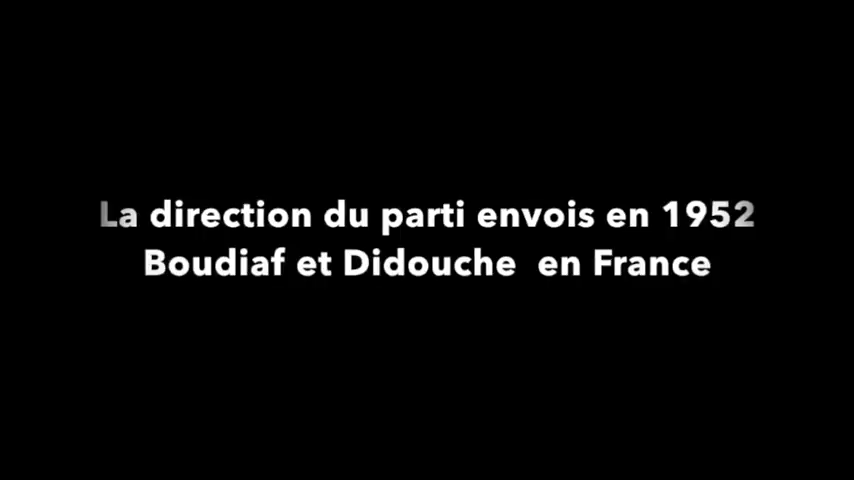 La direction du parti envois en 1952
Boudiaf et Didouche en France